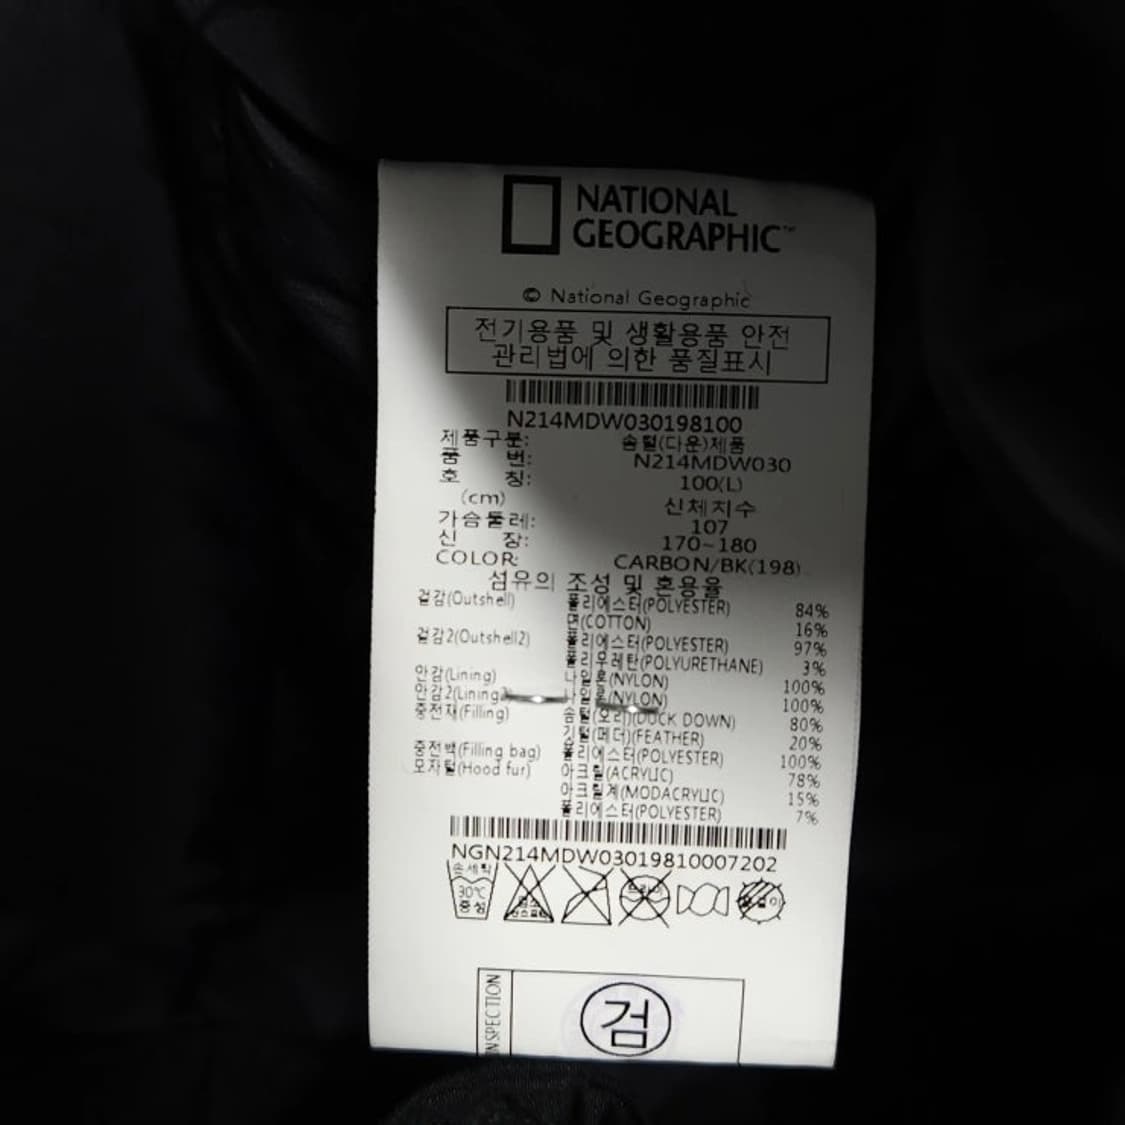 NATIONAL
GEOGRAPHIC™
© National Geographic
전기용품 및 생활용품 안전
관리법에 의한 품질표시
N214MDW030198100
제품구분: 솜털(다운)제품
품 번: N214MDW030
호 칭: 100(L)
(cm) 신체치수
가슴둘레: 107
신 장: 170~180
COLOR: CARBON/BK(198)
섬유의 조성 및 혼용율
겉감(Outshell) 폴리에스터(POLYESTER) 84%
면(COTTON) 16%
겉감2(Outshell2) 폴리에스터(POLYESTER) 97%
폴리우레탄(POLYURETHANE) 3%
안감(Lining) 나일론(NYLON) 100%
안감2(Lining2) 나일론(NYLON) 100%
충전재(Filling) 솜털(오리)(DUCK DOWN) 80%
깃털(페더)(FEATHER) 20%
충전백(Filling bag) 폴리에스터(POLYESTER) 100%
모자털(Hood fur) 아크릴(ACRYLIC) 78%
아크릴계(MODACRYLIC) 15%
폴리에스터(POLYESTER) 7%
NGN214MDW03019810007202
손세탁
30℃
중성
드라이
INSPECTION
검